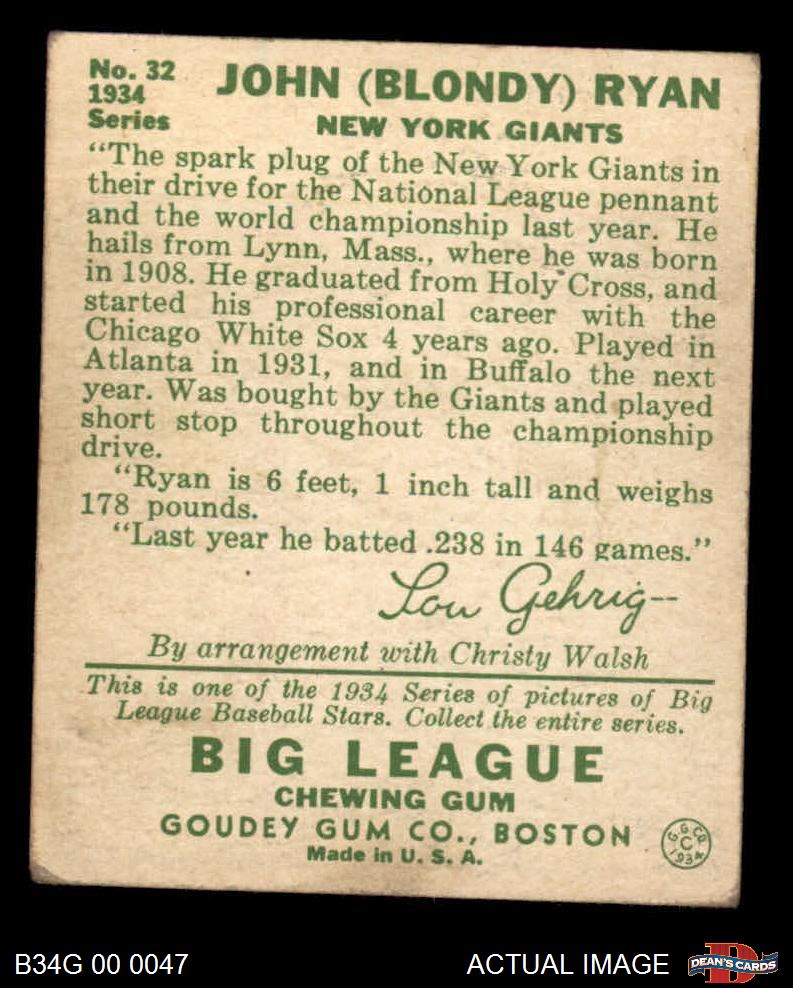 No. 32
1934
Series
JOHN (BLONDY) RYAN
NEW YORK GIANTS
“The spark plug of the New York Giants in
their drive for the National League pennant
and the world championship last year. He
hails from Lynn, Mass., where he was born
in 1908. He graduated from Holy Cross, and
started his professional career with the
Chicago White Sox 4 years ago. Played in
Atlanta in 1931, and in Buffalo the next
year. Was bought by the Giants and played
short stop throughout the championship
drive.
“Ryan is 6 feet, 1 inch tall and weighs
178 pounds.
“Last year he batted .238 in 146 games.”
Lou Gehrig--
By arrangement with Christy Walsh
This is one of the 1934 Series of pictures of Big
League Baseball Stars. Collect the entire series.
BIG LEAGUE
CHEWING GUM
GOUDEY GUM CO., BOSTON
Made in U. S. A.
G. G. CO.
C
1934
B34G 00 0047
ACTUAL IMAGE
D
DEAN'S CARDS